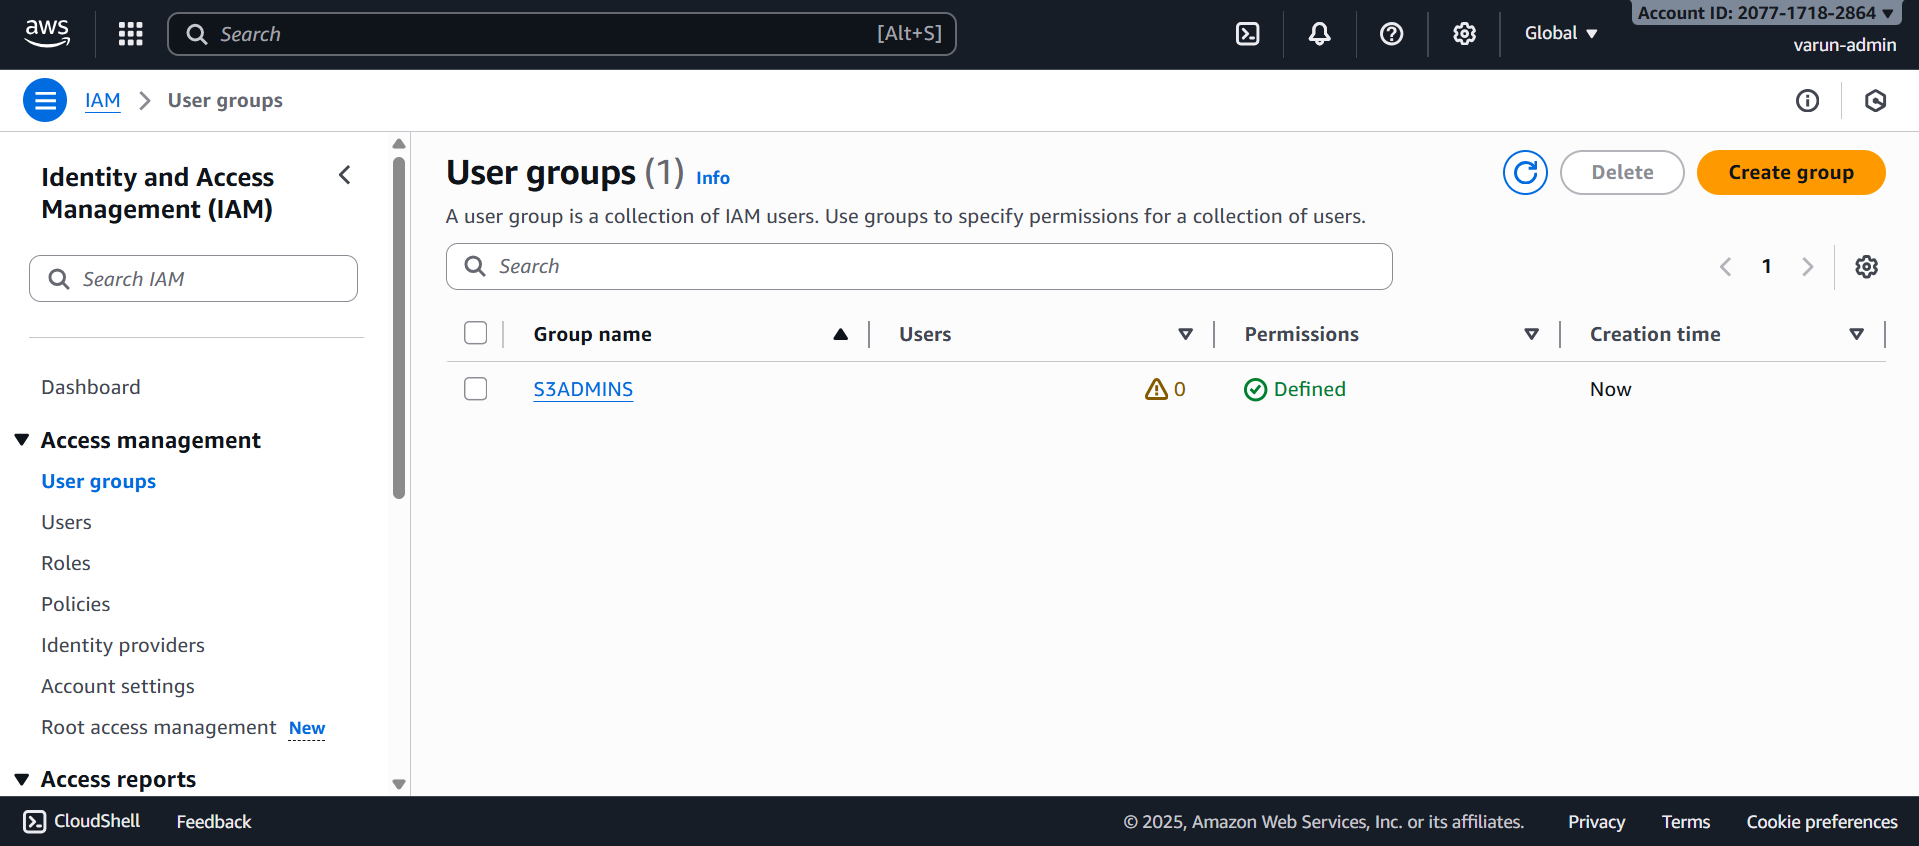 aws
Search
[Alt+S]
Global
Account ID: 2077-1718-2864
varun-admin
IAM
User groups
Identity and Access
Management (IAM)
Search IAM
Dashboard
Access management
User groups
Users
Roles
Policies
Identity providers
Account settings
Root access management New
Access reports
User groups (1) Info
Delete
Create group
A user group is a collection of IAM users. Use groups to specify permissions for a collection of users.
Search
1
Group name Users Permissions Creation time
S3ADMINS 0 Defined Now
CloudShell Feedback © 2025, Amazon Web Services, Inc. or its affiliates. Privacy Terms Cookie preferences